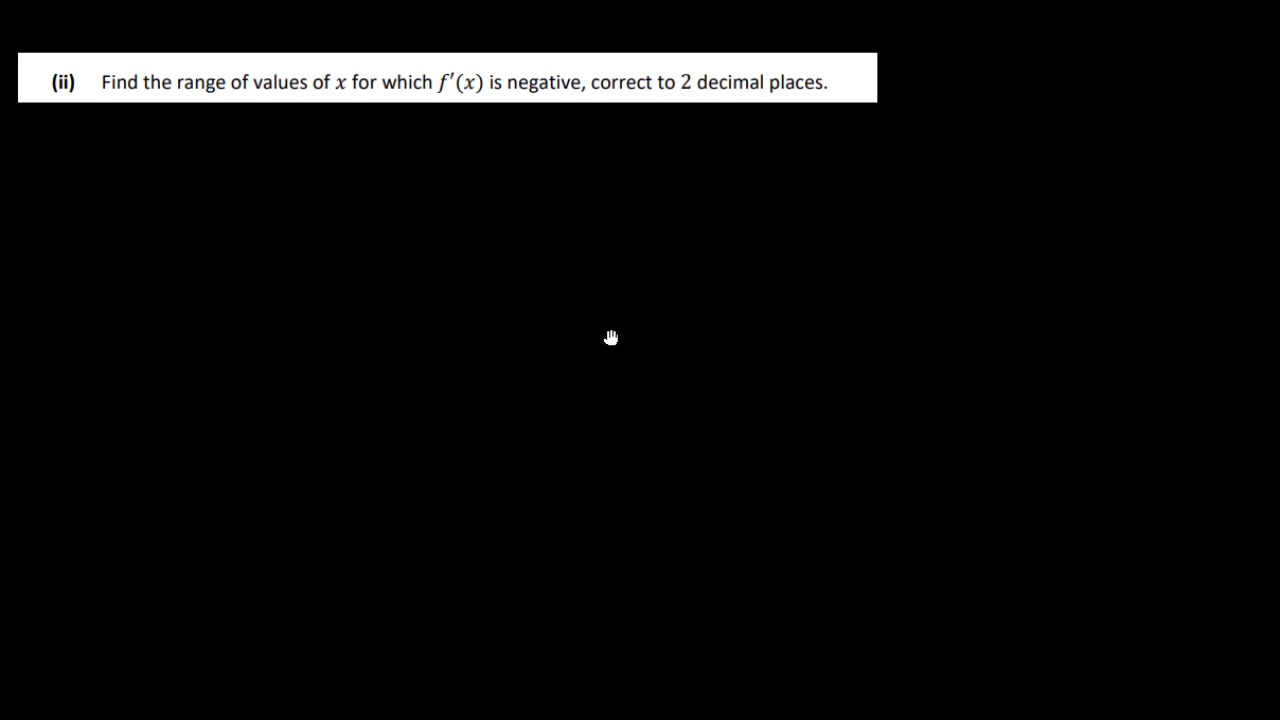 (ii) Find the range of values of x for which f′(x) is negative, correct to 2 decimal places.